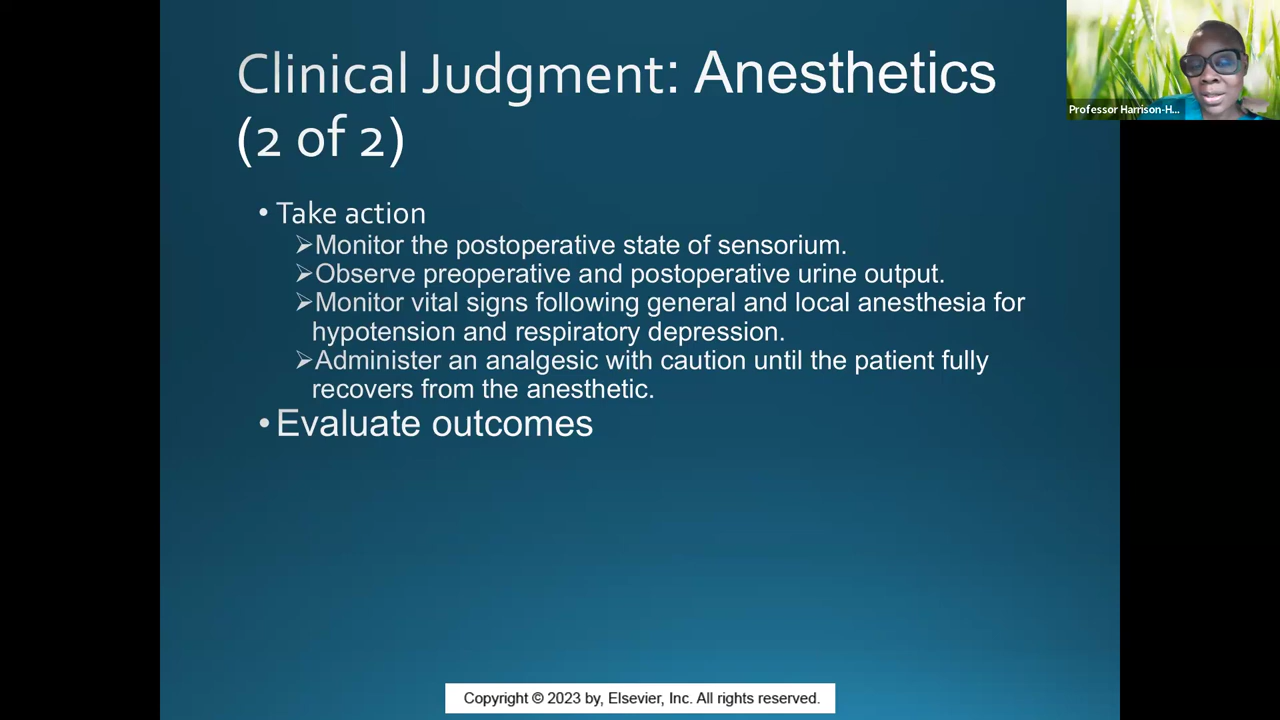 Clinical Judgment: Anesthetics
(2 of 2)
Professor Harrison-H...
• Take action
➢Monitor the postoperative state of sensorium.
➢Observe preoperative and postoperative urine output.
➢Monitor vital signs following general and local anesthesia for
hypotension and respiratory depression.
➢Administer an analgesic with caution until the patient fully
recovers from the anesthetic.
• Evaluate outcomes
Copyright © 2023 by, Elsevier, Inc. All rights reserved.